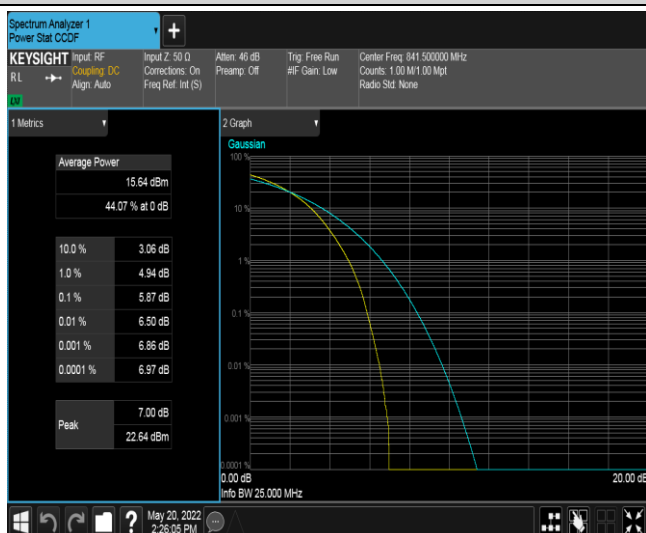 Spectrum Analyzer 1
Power Stat CCDF
+
KEYSIGHT
RL
Input: RF
Coupling: DC
Align: Auto
Input Z: 50 Ω
Corrections: On
Freq Ref: Int (S)
Atten: 46 dB
Preamp: Off
Trig: Free Run
#IF Gain: Low
Center Freq: 841.500000 MHz
Counts: 1.00 M/1.00 Mpt
Radio Std: None
1 Metrics
Average Power
15.64 dBm
44.07 % at 0 dB
10.0 % 3.06 dB
1.0 % 4.94 dB
0.1 % 5.87 dB
0.01 % 6.50 dB
0.001 % 6.86 dB
0.0001 % 6.97 dB
Peak
7.00 dB
22.64 dBm
2 Graph
Gaussian
100 %
10 %
1 %
0.1 %
0.01 %
0.001 %
0.0001 %
0.00 dB
20.00 dB
Info BW 25.000 MHz
?
May 20, 2022
2:26:05 PM